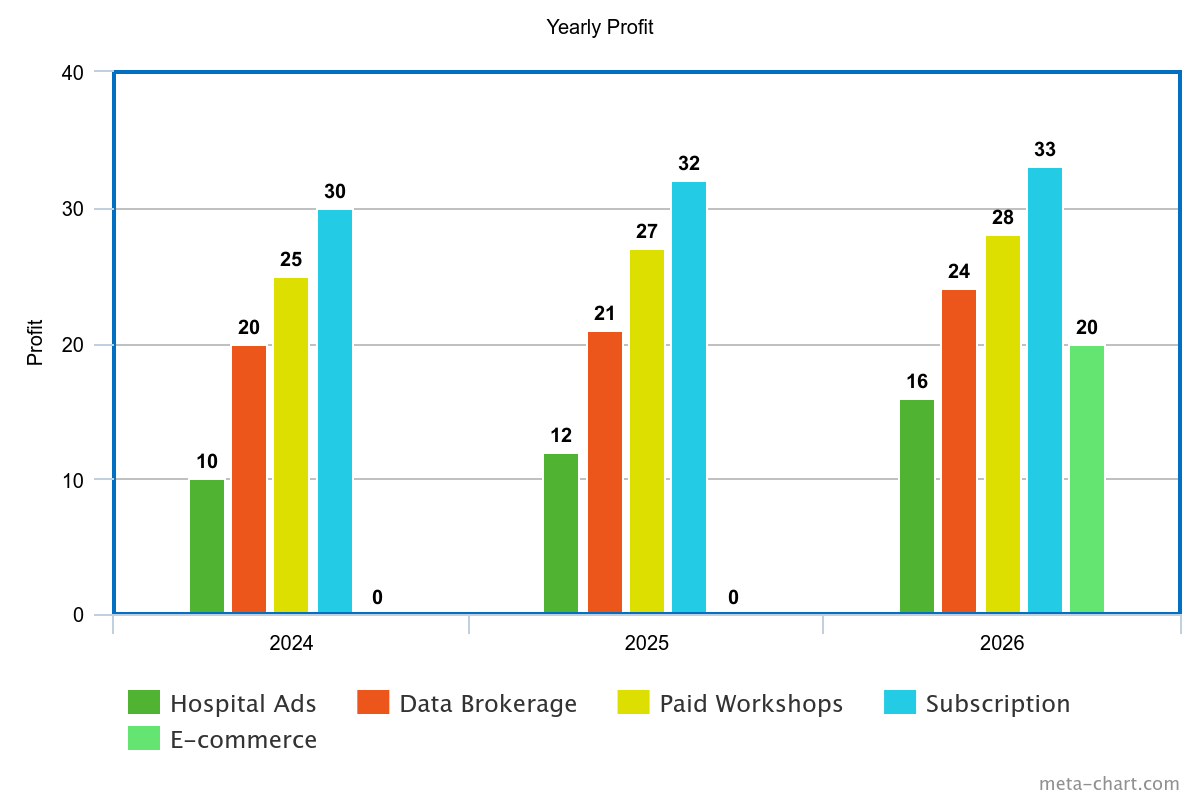 Yearly Profit
40
30
20
10
0
Profit
10
20
25
30
0
12
21
27
32
0
16
24
28
33
20
2024
2025
2026
Hospital Ads
Data Brokerage
Paid Workshops
Subscription
E-commerce
meta-chart.com